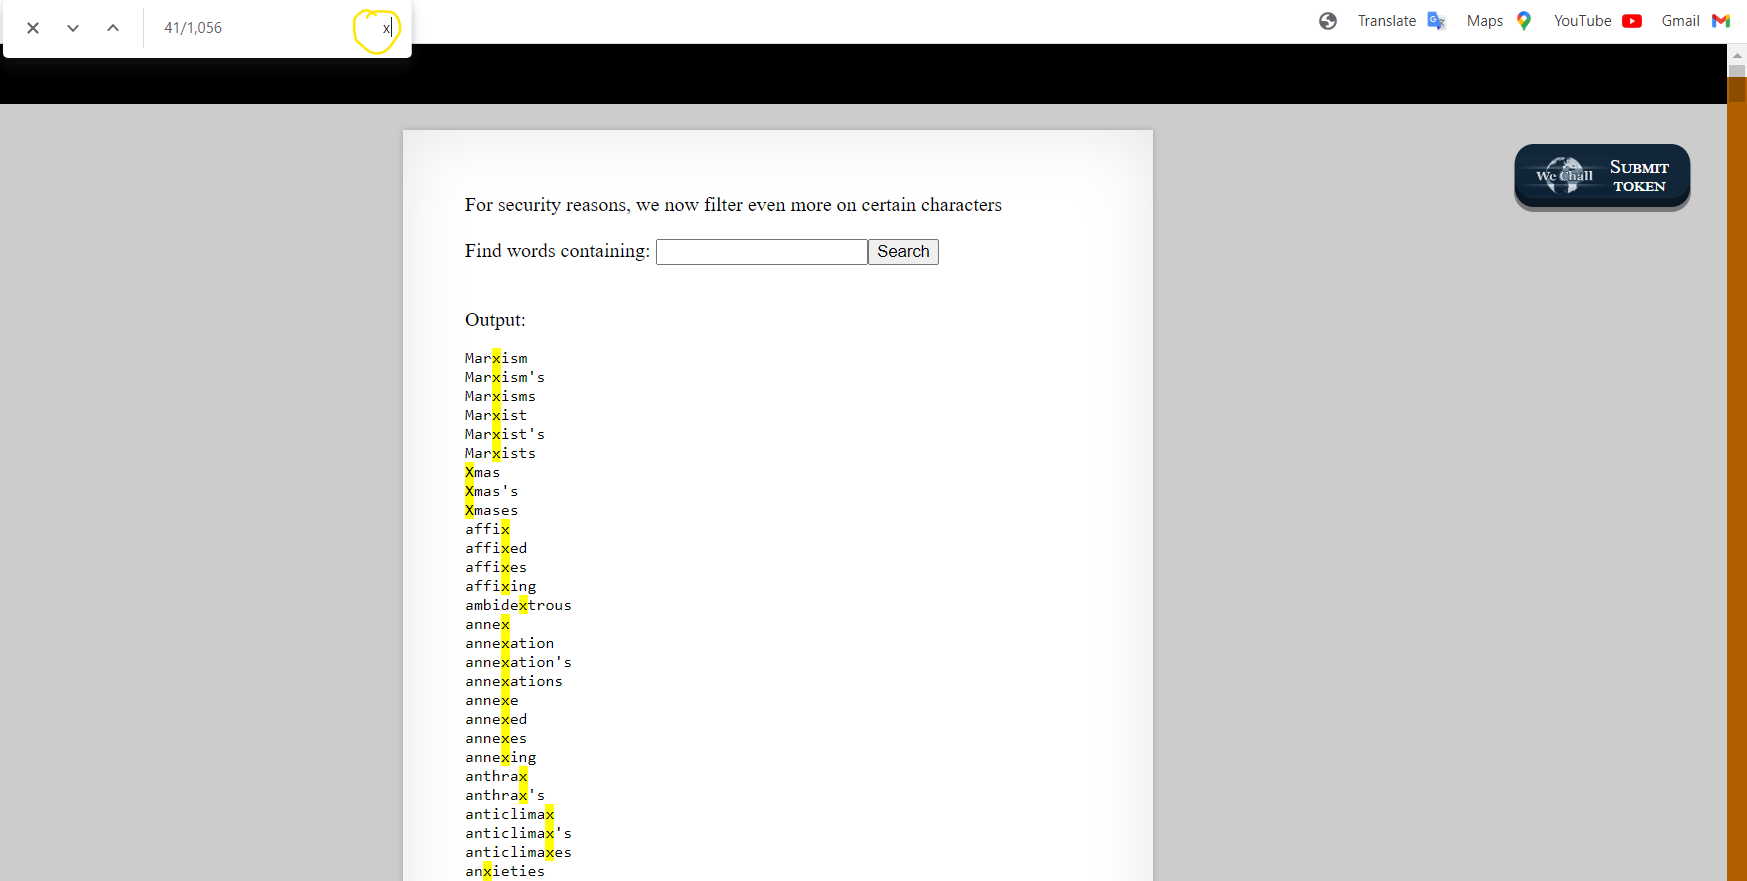 41/1,056
x
Translate
Maps
YouTube
Gmail
For security reasons, we now filter even more on certain characters
We Chall
SUBMIT
TOKEN
Find words containing:
Search
Output:
Marxism
Marxism's
Marxisms
Marxist
Marxist's
Marxists
Xmas
Xmas's
Xmases
affix
affixed
affixes
affixing
ambidextrous
annex
annexation
annexation's
annexations
annexe
annexed
annexes
annexing
anthrax
anthrax's
anticlimax
anticlimax's
anticlimaxes
anxieties